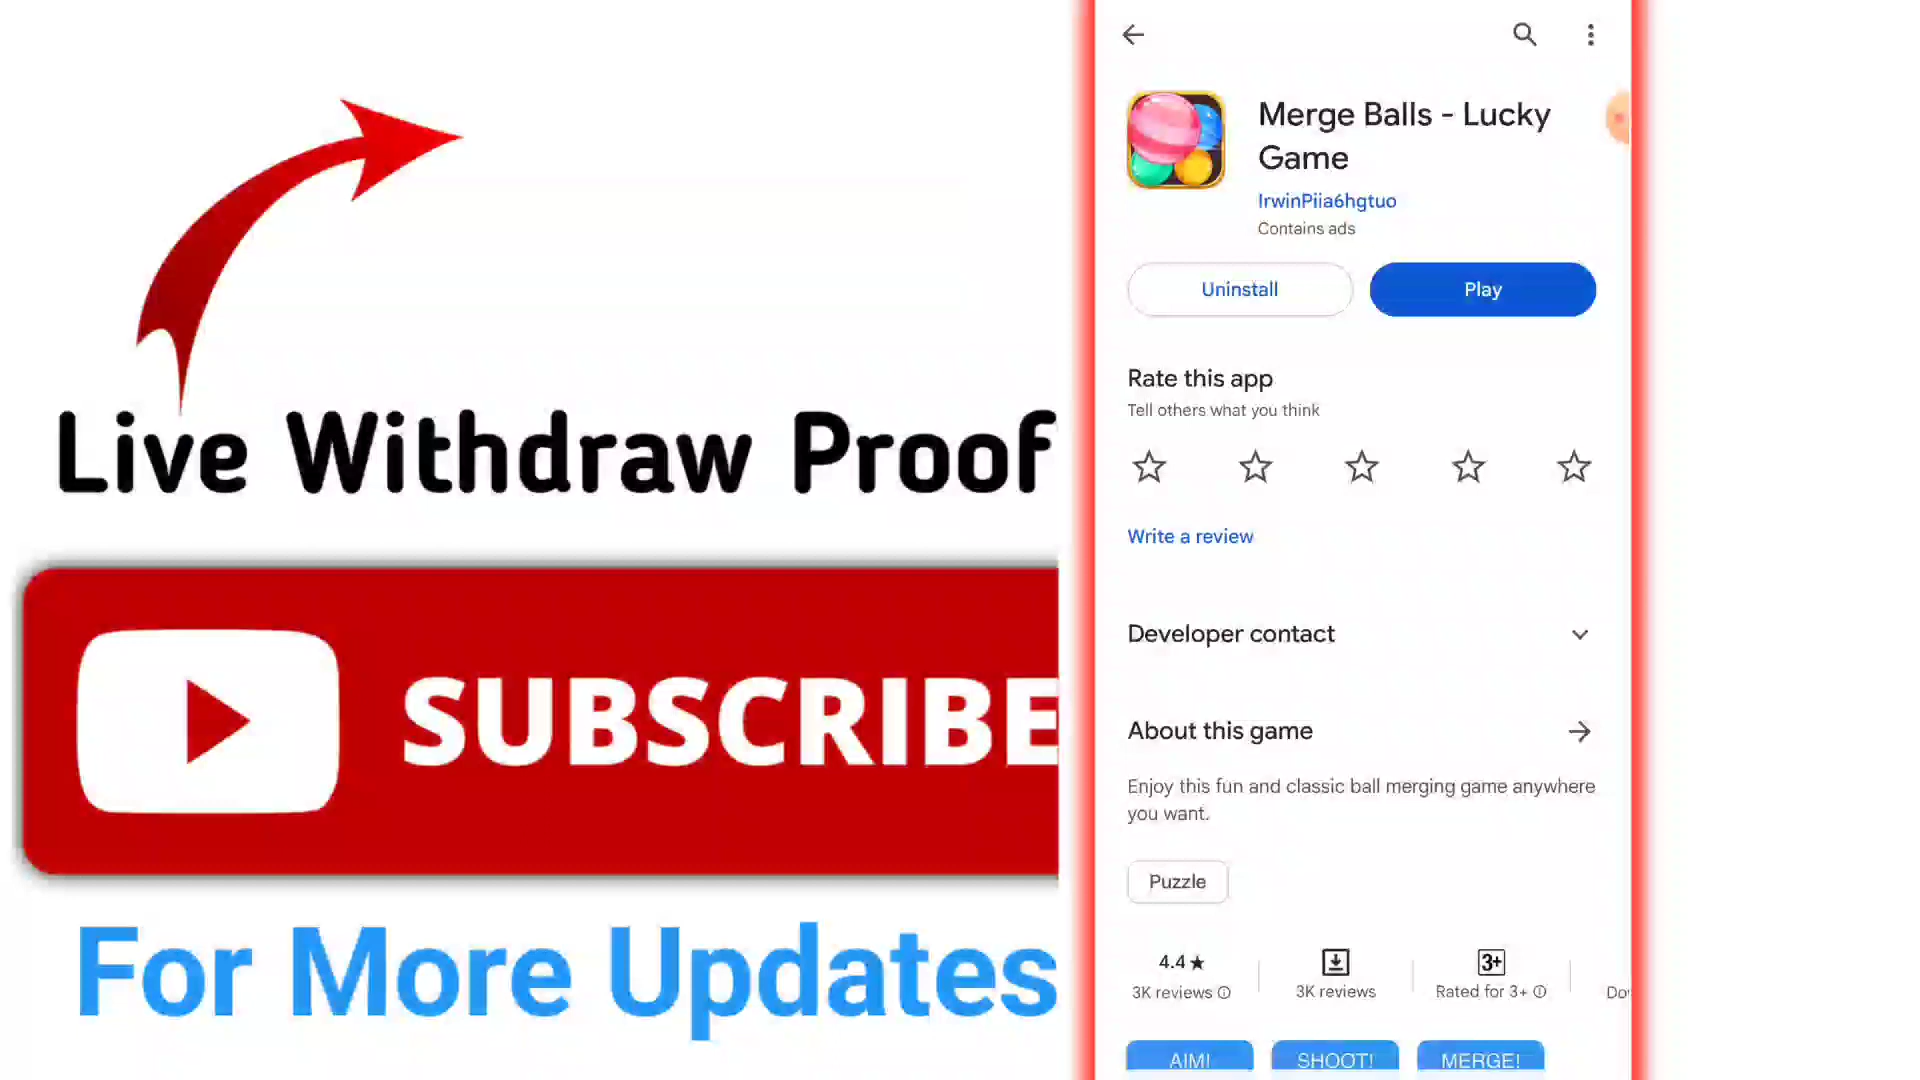 Live Withdraw Proof
SUBSCRIBE
For More Updates
Merge Balls - Lucky
Game
IrwinPiia6hgtuo
Contains ads
Uninstall
Play
Rate this app
Tell others what you think
Write a review
Developer contact
About this game
Enjoy this fun and classic ball merging game anywhere
you want.
Puzzle
4.4★
3K reviews
3K reviews
3+
Rated for 3+
AIM!
SHOOT!
MERGE!